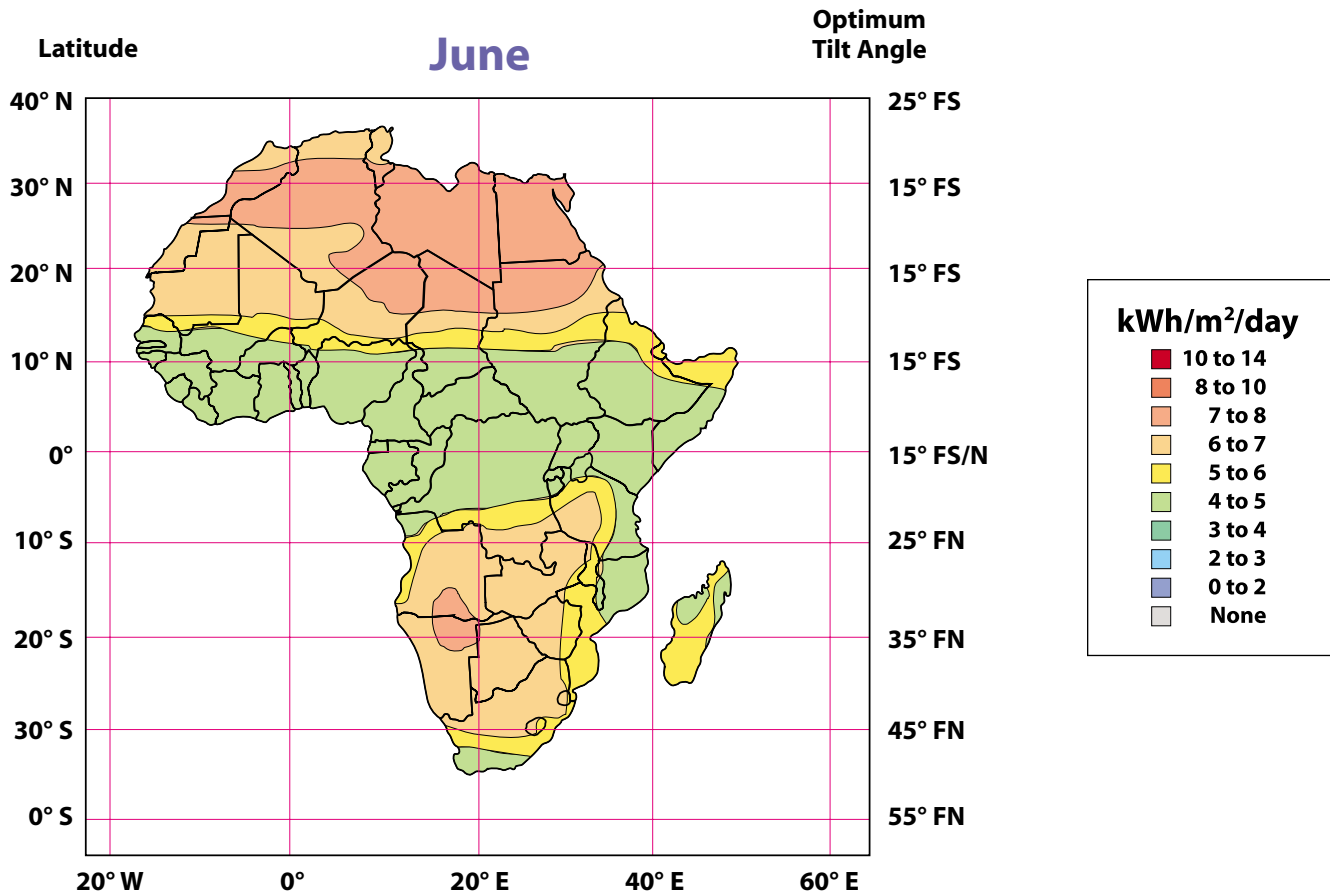 Latitude
June
Optimum
Tilt Angle
40° N
25° FS
30° N
15° FS
20° N
15° FS
10° N
15° FS
0°
15° FS/N
10° S
25° FN
20° S
35° FN
30° S
45° FN
0° S
55° FN
20° W
0°
20° E
40° E
60° E
kWh/m²/day
10 to 14
8 to 10
7 to 8
6 to 7
5 to 6
4 to 5
3 to 4
2 to 3
0 to 2
None